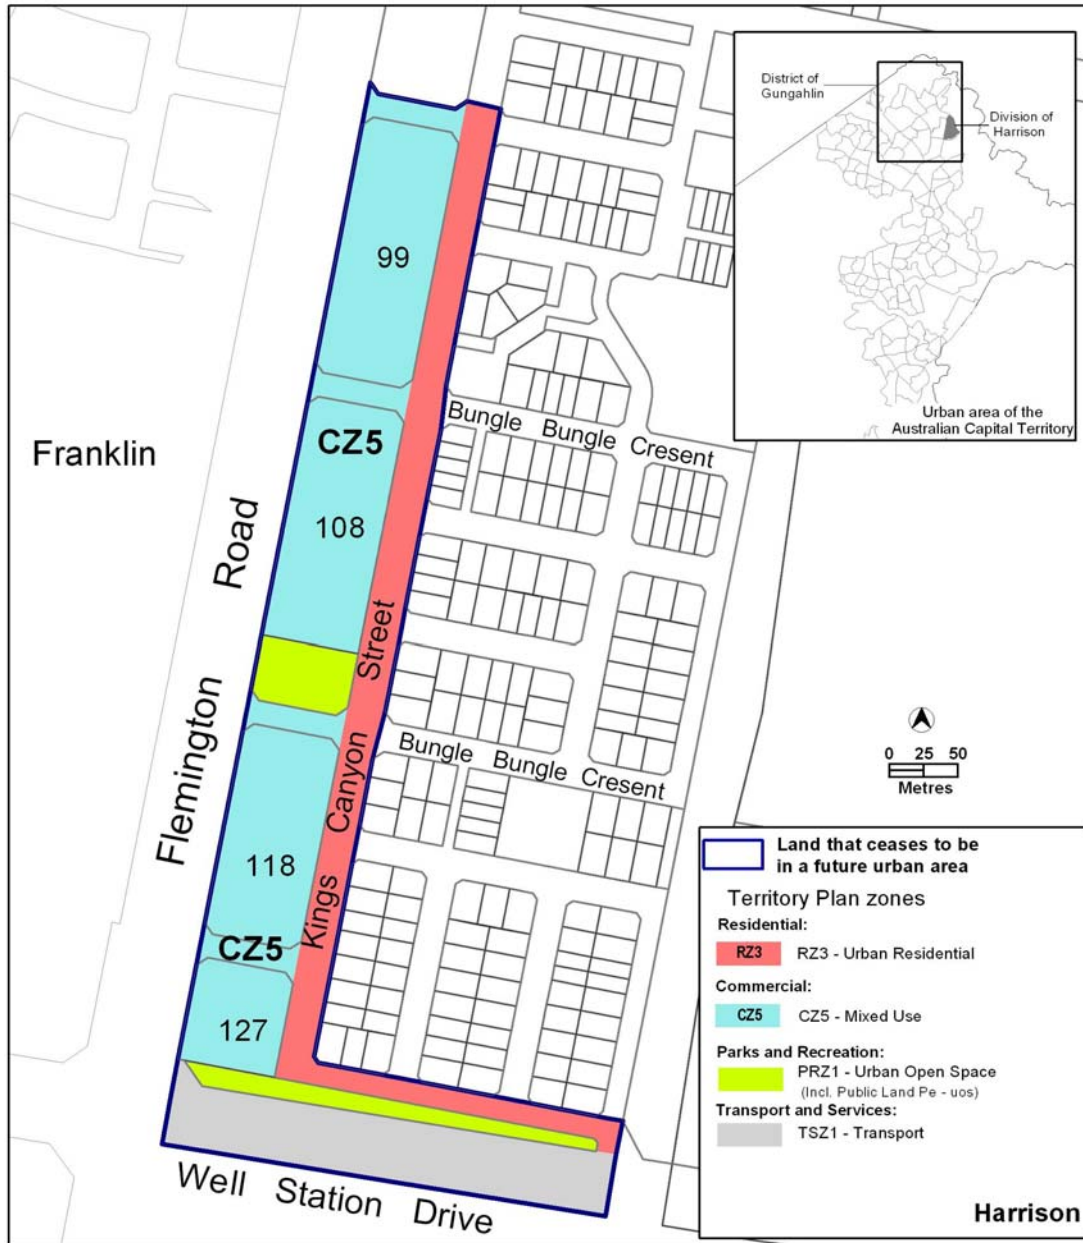 District of
Gungahlin
Division of
Harrison
Urban area of the
Australian Capital Territory
99
Franklin
CZ5
Bungle Bungle Cresent
108
Flemington Road
Kings Canyon Street
Bungle Bungle Cresent
0 25 50
Metres
118
CZ5
127
Well Station Drive
Land that ceases to be
in a future urban area
Territory Plan zones
Residential:
RZ3 RZ3 - Urban Residential
Commercial:
CZ5 CZ5 - Mixed Use
Parks and Recreation:
PRZ1 - Urban Open Space
(Incl. Public Land Pe - uos)
Transport and Services:
TSZ1 - Transport
Harrison